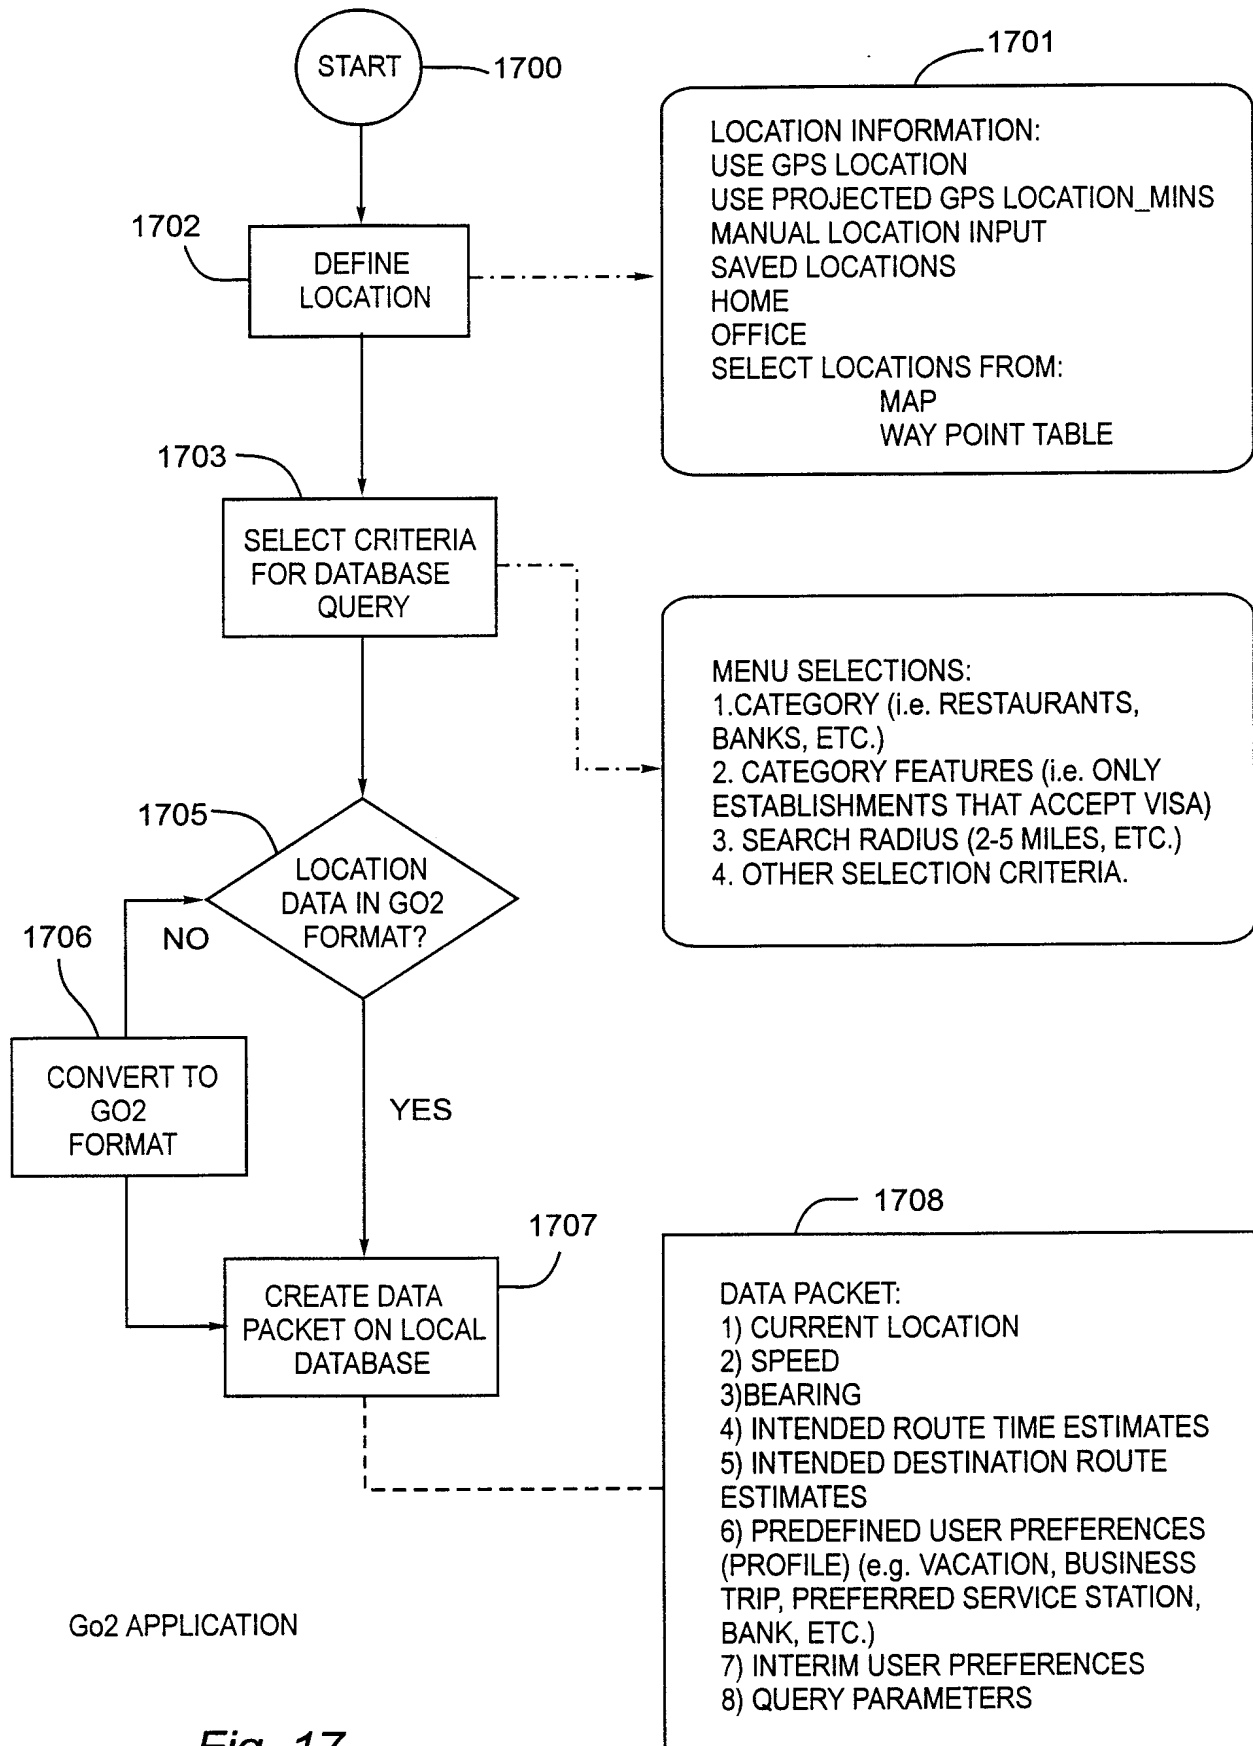 START
1700
1701
LOCATION INFORMATION:
USE GPS LOCATION
USE PROJECTED GPS LOCATION_MINS
MANUAL LOCATION INPUT
SAVED LOCATIONS
HOME
OFFICE
SELECT LOCATIONS FROM:
MAP
WAY POINT TABLE
1702
DEFINE
LOCATION
1703
SELECT CRITERIA
FOR DATABASE
QUERY
MENU SELECTIONS:
1.CATEGORY (i.e. RESTAURANTS,
BANKS, ETC.)
2. CATEGORY FEATURES (i.e. ONLY
ESTABLISHMENTS THAT ACCEPT VISA)
3. SEARCH RADIUS (2-5 MILES, ETC.)
4. OTHER SELECTION CRITERIA.
1705
LOCATION
DATA IN GO2
FORMAT?
1706
NO
CONVERT TO
GO2
FORMAT
YES
1707
CREATE DATA
PACKET ON LOCAL
DATABASE
1708
DATA PACKET:
1) CURRENT LOCATION
2) SPEED
3)BEARING
4) INTENDED ROUTE TIME ESTIMATES
5) INTENDED DESTINATION ROUTE
ESTIMATES
6) PREDEFINED USER PREFERENCES
(PROFILE) (e.g. VACATION, BUSINESS
TRIP, PREFERRED SERVICE STATION,
BANK, ETC.)
7) INTERIM USER PREFERENCES
8) QUERY PARAMETERS
Go2 APPLICATION
Fig. 17